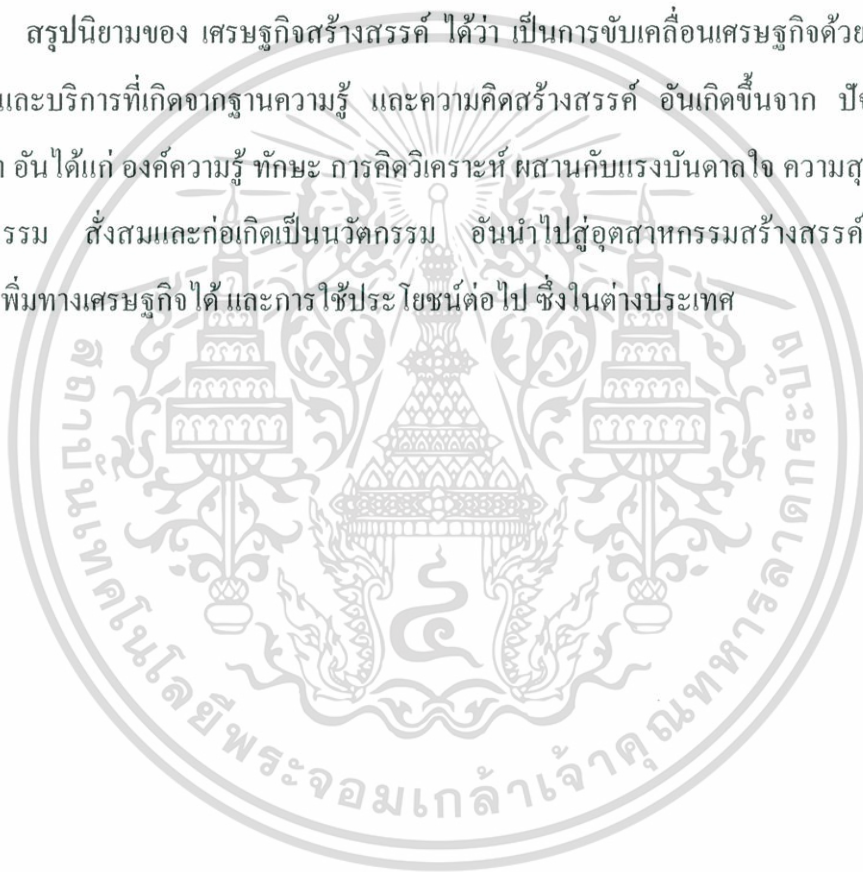 สรุปนิยามของ เศรษฐกิจสร้างสรรค์ ได้ว่า เป็นการขับเคลื่อนเศรษฐกิจด้วย
และบริการที่เกิดจากฐานความรู้ และความคิดสร้างสรรค์ อันเกิดขึ้นจาก
อันได้แก่ องค์ความรู้ ทักษะ การคิดวิเคราะห์ ผสานกับแรงบันดาลใจ
รรม สั่งสมและก่อเกิดเป็นนวัตกรรม อันนำไปสู่อุตสาหกรรมสร้างสรรค์
พิ่มทางเศรษฐกิจได้ และการใช้ประโยชน์ต่อไป ซึ่งในต่างประเทศ
สถาบันเทคโนโลยีพระจอมเกล้าเจ้าคุณทหารลาดกระบัง